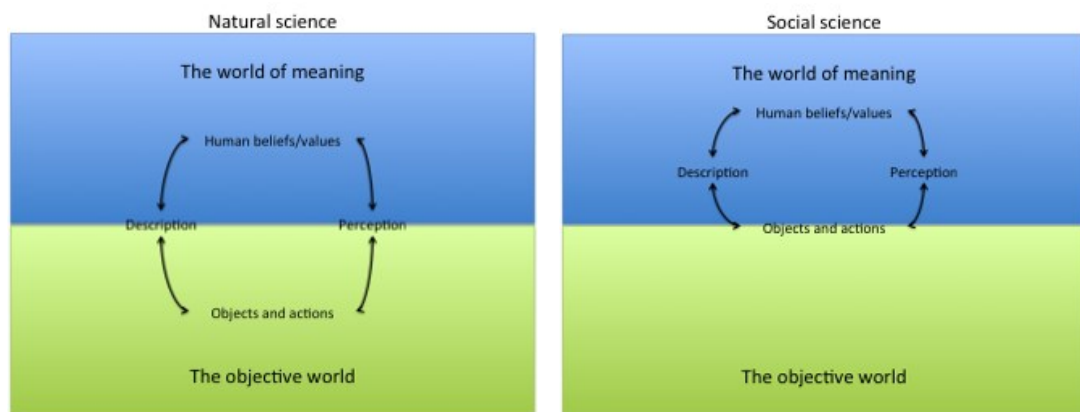 Natural science
The world of meaning
Human beliefs/values
Description
Perception
Objects and actions
The objective world
Social science
The world of meaning
Human beliefs/values
Description
Perception
Objects and actions
The objective world